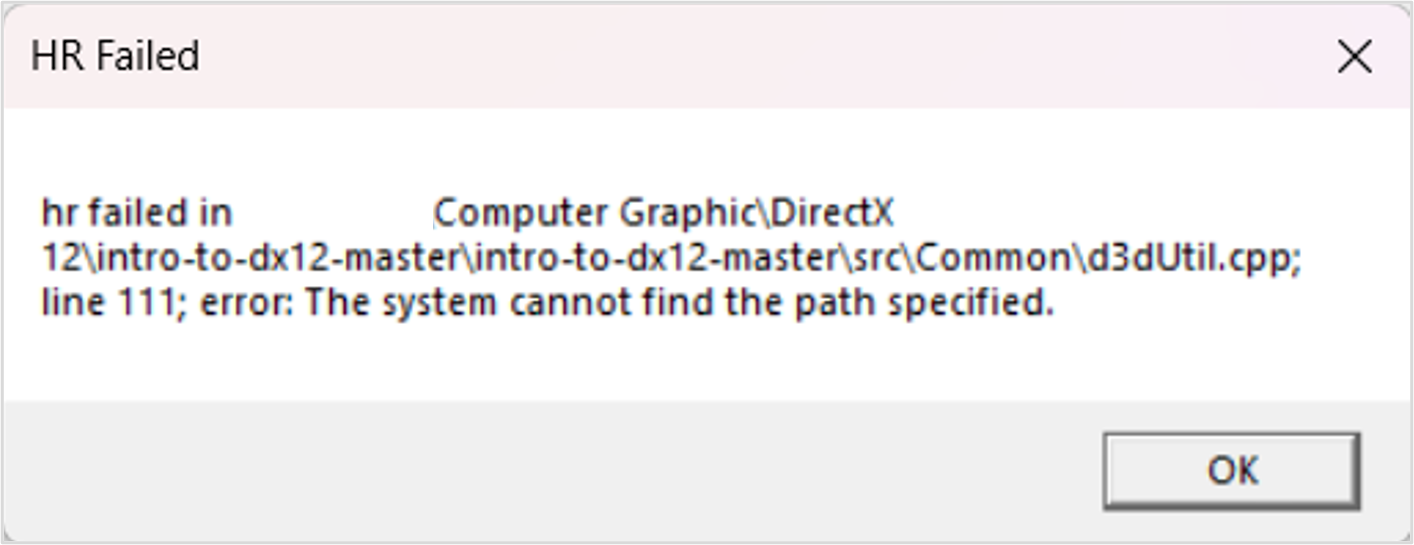 HR Failed
hr failed in Computer Graphic\DirectX
12\intro-to-dx12-master\intro-to-dx12-master\src\Common\d3dUtil.cpp;
line 111; error: The system cannot find the path specified.
OK